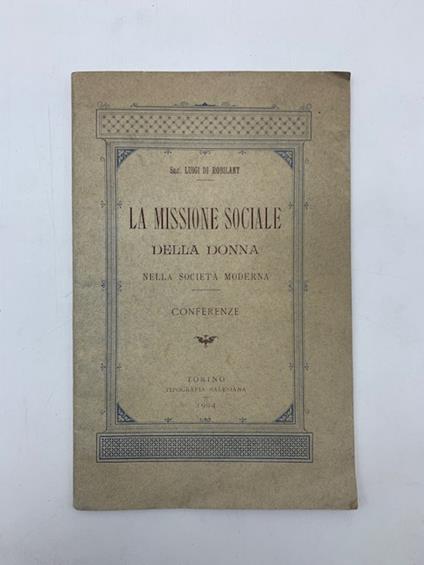 Sac. LUIGI DI ROBILANT
LA MISSIONE SOCIALE
DELLA DONNA
NELLA SOCIETÀ MODERNA
CONFERENZE
TORINO
TIPOGRAFIA SALESIANA
1904